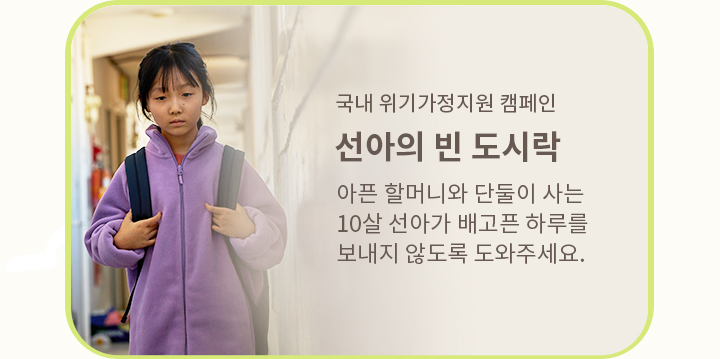 국내 위기가정지원 캠페인
선아의 빈 도시락
아픈 할머니와 단둘이 사는
10살 선아가 배고픈 하루를
보내지 않도록 도와주세요.